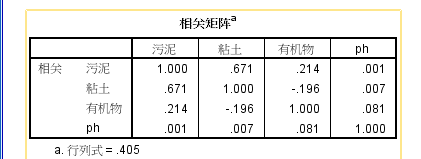 相关矩阵a
污泥 粘土 有机物 ph
相关 污泥 1.000 .671 .214 .001
粘土 .671 1.000 -.196 .007
有机物 .214 -.196 1.000 .081
ph .001 .007 .081 1.000
a. 行列式 = .405